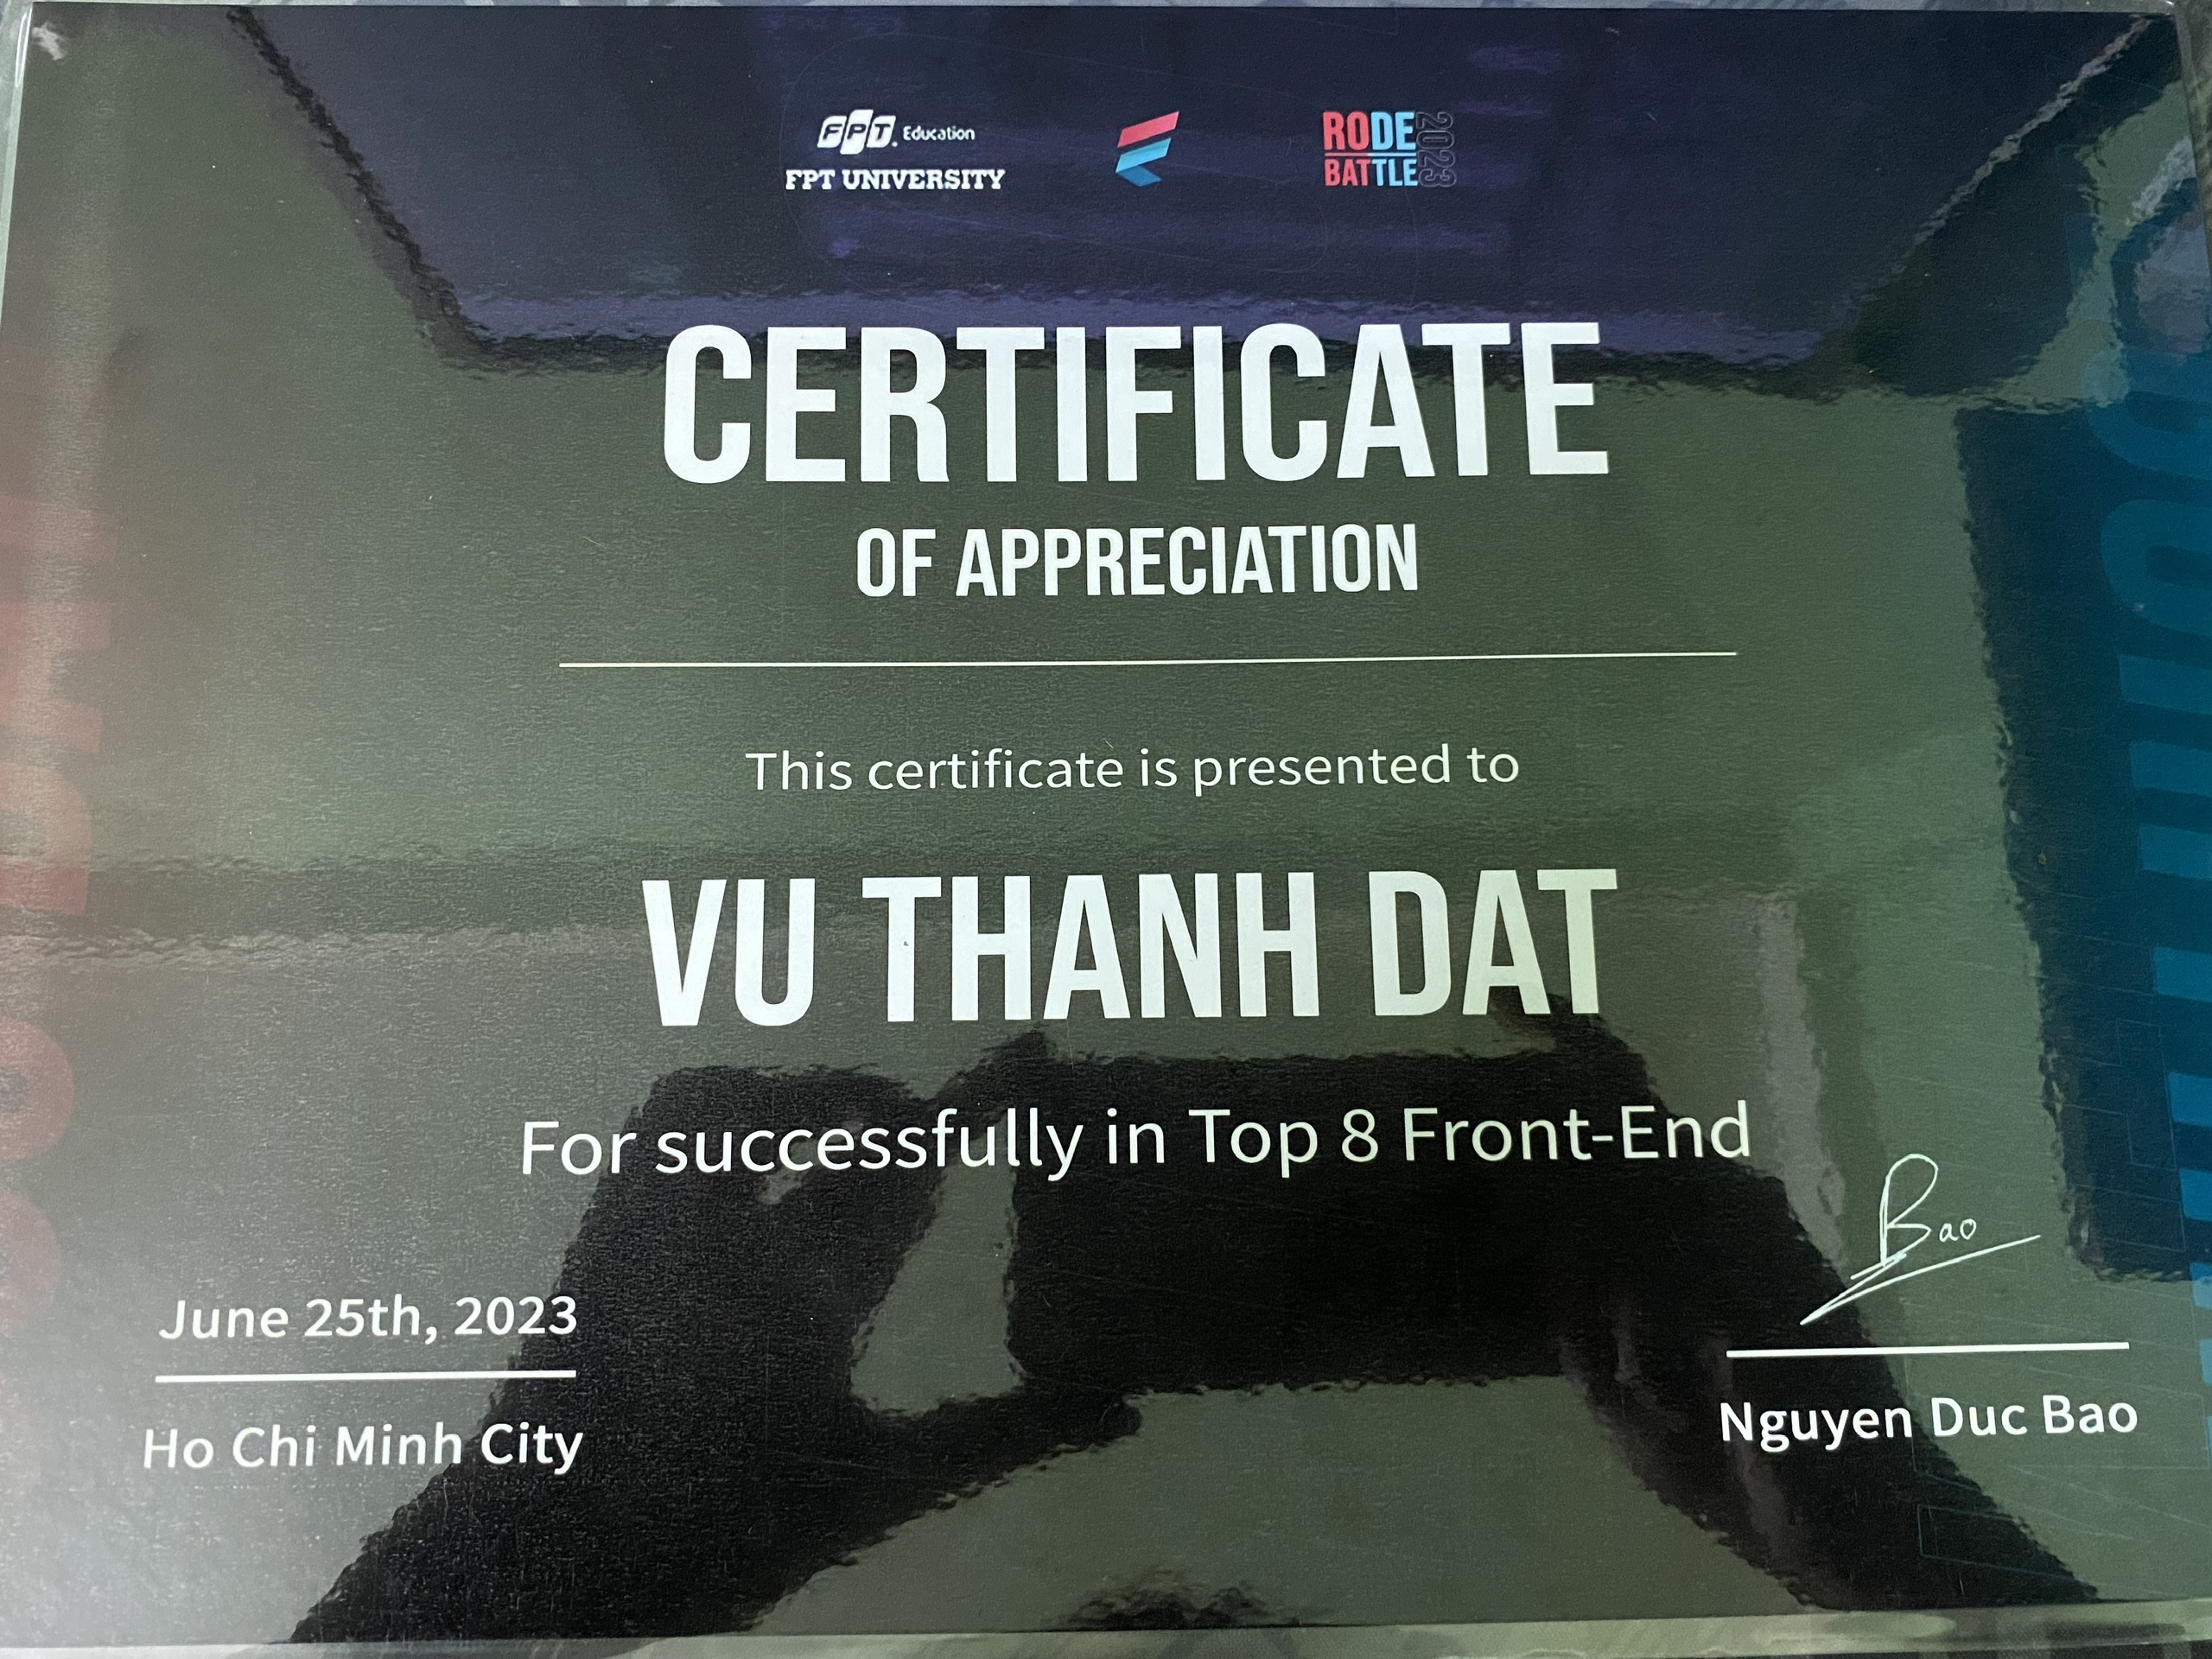 FPT. Education
FPT UNIVERSITY
RODE
BATTLE
2023
CERTIFICATE
OF APPRECIATION
This certificate is presented to
VU THANH DAT
For successfully in Top 8 Front-End
Bao
June 25th, 2023
Ho Chi Minh City
Nguyen Duc Bao